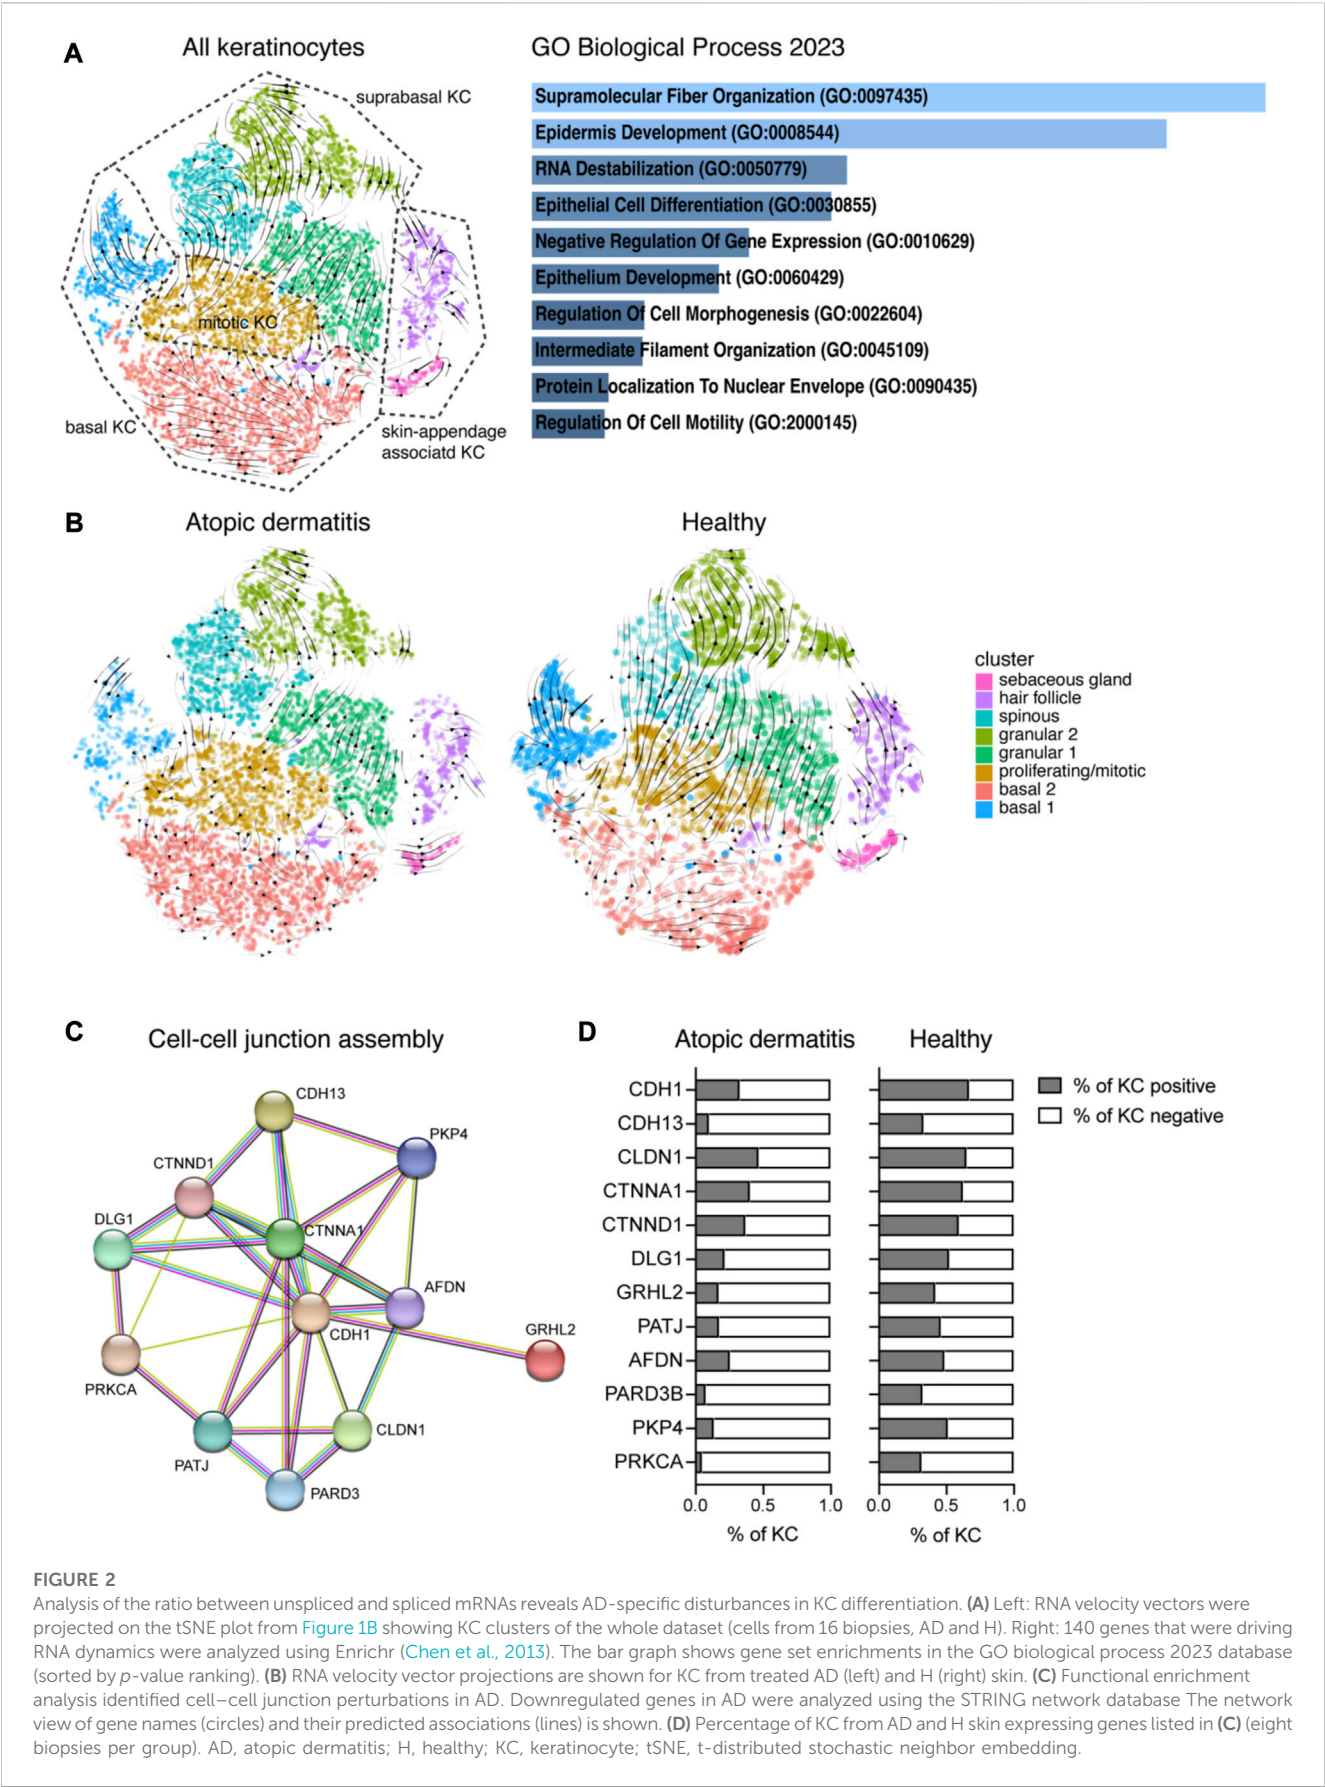 A
All keratinocytes
GO Biological Process 2023
suprabasal KC
mitotic KC
basal KC
skin-appendage
associatd KC
Supramolecular Fiber Organization (GO:0097435)
Epidermis Development (GO:0008544)
RNA Destabilization (GO:0050779)
Epithelial Cell Differentiation (GO:0030855)
Negative Regulation Of Gene Expression (GO:0010629)
Epithelium Development (GO:0060429)
Regulation Of Cell Morphogenesis (GO:0022604)
Intermediate Filament Organization (GO:0045109)
Protein Localization To Nuclear Envelope (GO:0090435)
Regulation Of Cell Motility (GO:2000145)
B
Atopic dermatitis
Healthy
cluster
sebaceous gland
hair follicle
spinous
granular 2
granular 1
proliferating/mitotic
basal 2
basal 1
C
Cell-cell junction assembly
CDH13
PKP4
CTNND1
DLG1
CTNNA1
AFDN
CDH1
GRHL2
PRKCA
CLDN1
PATJ
PARD3
D
Atopic dermatitis
Healthy
% of KC positive
% of KC negative
CDH1
CDH13
CLDN1
CTNNA1
CTNND1
DLG1
GRHL2
PATJ
AFDN
PARD3B
PKP4
PRKCA
0.0 0.5 1.0
0.0 0.5 1.0
% of KC
% of KC
FIGURE 2
Analysis of the ratio between unspliced and spliced mRNAs reveals AD-specific disturbances in KC differentiation. (A) Left: RNA velocity vectors were
projected on the tSNE plot from Figure 1B showing KC clusters of the whole dataset (cells from 16 biopsies, AD and H). Right: 140 genes that were driving
RNA dynamics were analyzed using Enrichr (Chen et al., 2013). The bar graph shows gene set enrichments in the GO biological process 2023 database
(sorted by p-value ranking). (B) RNA velocity vector projections are shown for KC from treated AD (left) and H (right) skin. (C) Functional enrichment
analysis identified cell–cell junction perturbations in AD. Downregulated genes in AD were analyzed using the STRING network database The network
view of gene names (circles) and their predicted associations (lines) is shown. (D) Percentage of KC from AD and H skin expressing genes listed in (C) (eight
biopsies per group). AD, atopic dermatitis; H, healthy; KC, keratinocyte; tSNE, t-distributed stochastic neighbor embedding.